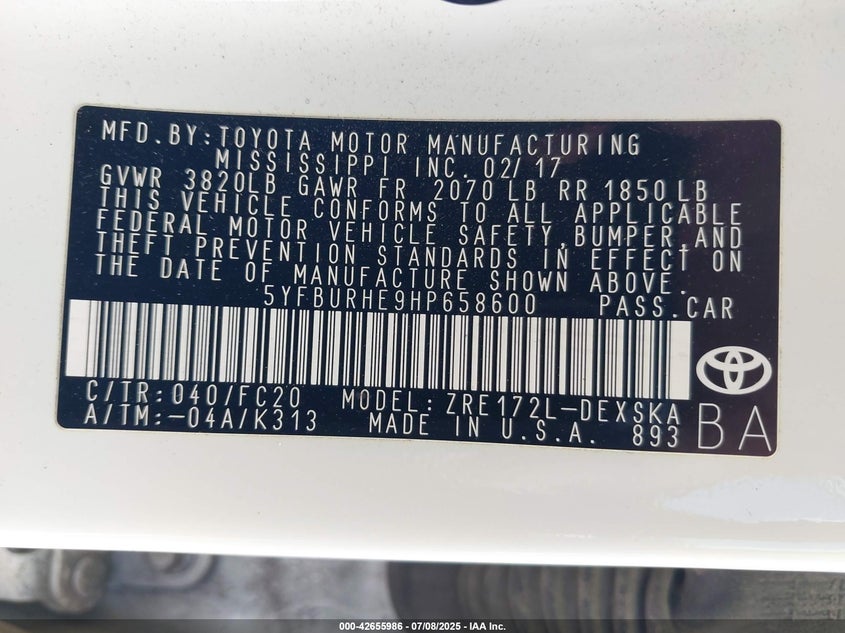 MFD. BY: TOYOTA MOTOR MANUFACTURING
MISSISSIPPI INC. 02/17
GVWR 3820LB GAWR FR 2070 LB RR 1850 LB
THIS VEHICLE CONFORMS TO ALL APPLICABLE
FEDERAL MOTOR VEHICLE SAFETY, BUMPER, AND
THEFT PREVENTION STANDARDS IN EFFECT ON
THE DATE OF MANUFACTURE SHOWN ABOVE.
5YFBURHE9HP658600 PASS. CAR
C/TR: 040/FC20 MODEL: ZRE172L-DEXSKA
A/TM: -04A/K313 MADE IN U.S.A. 893
BA
000-42655986 | 07/08/2025 - IAA Inc.